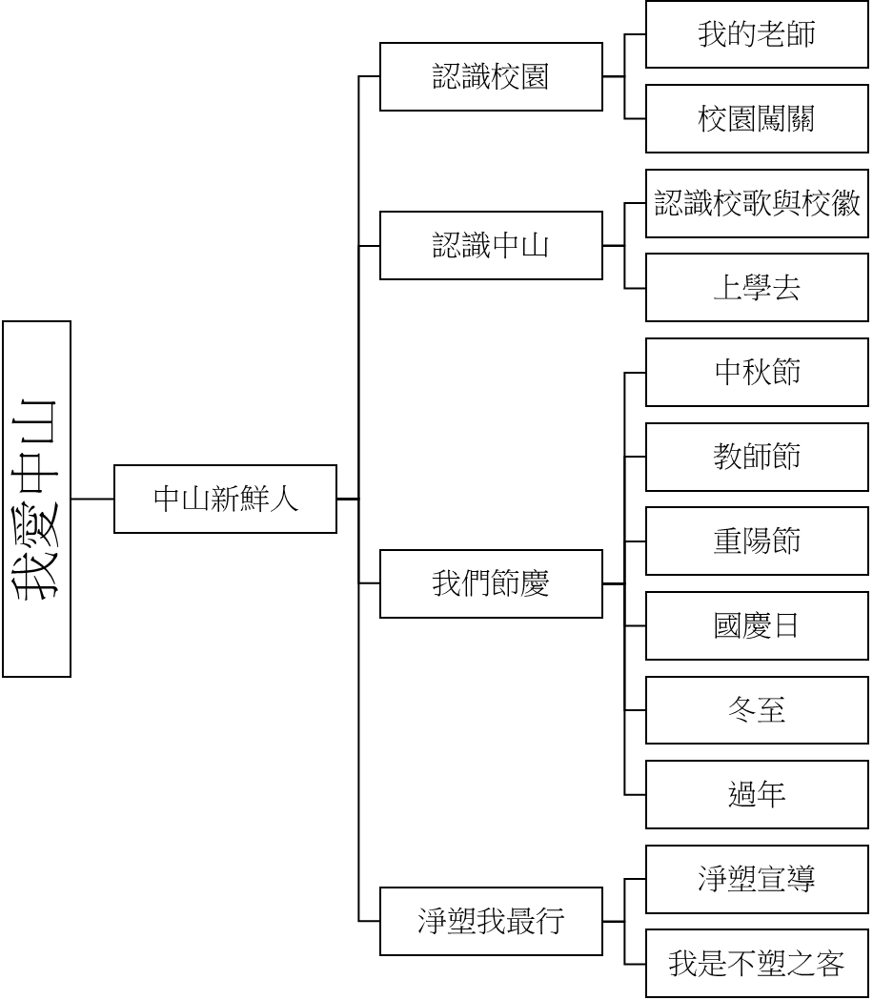 我愛中山
中山新鮮人
認識校園
我的老師
校園闖關
認識中山
認識校歌與校徽
上學去
我們節慶
中秋節
教師節
重陽節
國慶日
冬至
過年
淨塑我最行
淨塑宣導
我是不塑之客